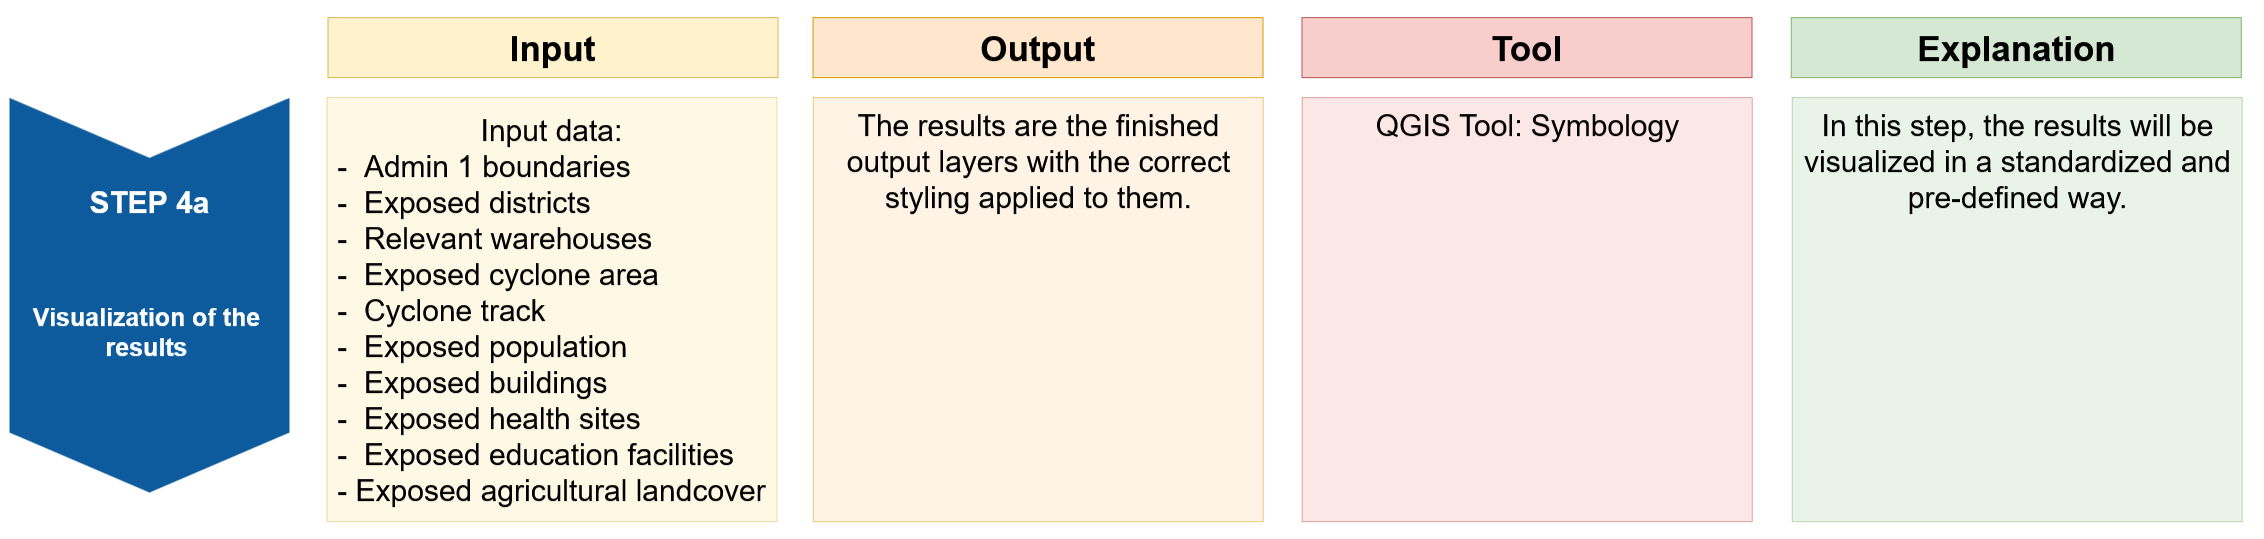 Input
Output
Tool
Explanation
STEP 4a
Visualization of the
results
Input data:
- Admin 1 boundaries
- Exposed districts
- Relevant warehouses
- Exposed cyclone area
- Cyclone track
- Exposed population
- Exposed buildings
- Exposed health sites
- Exposed education facilities
- Exposed agricultural landcover
The results are the finished
output layers with the correct
styling applied to them.
QGIS Tool: Symbology
In this step, the results will be
visualized in a standardized and
pre-defined way.